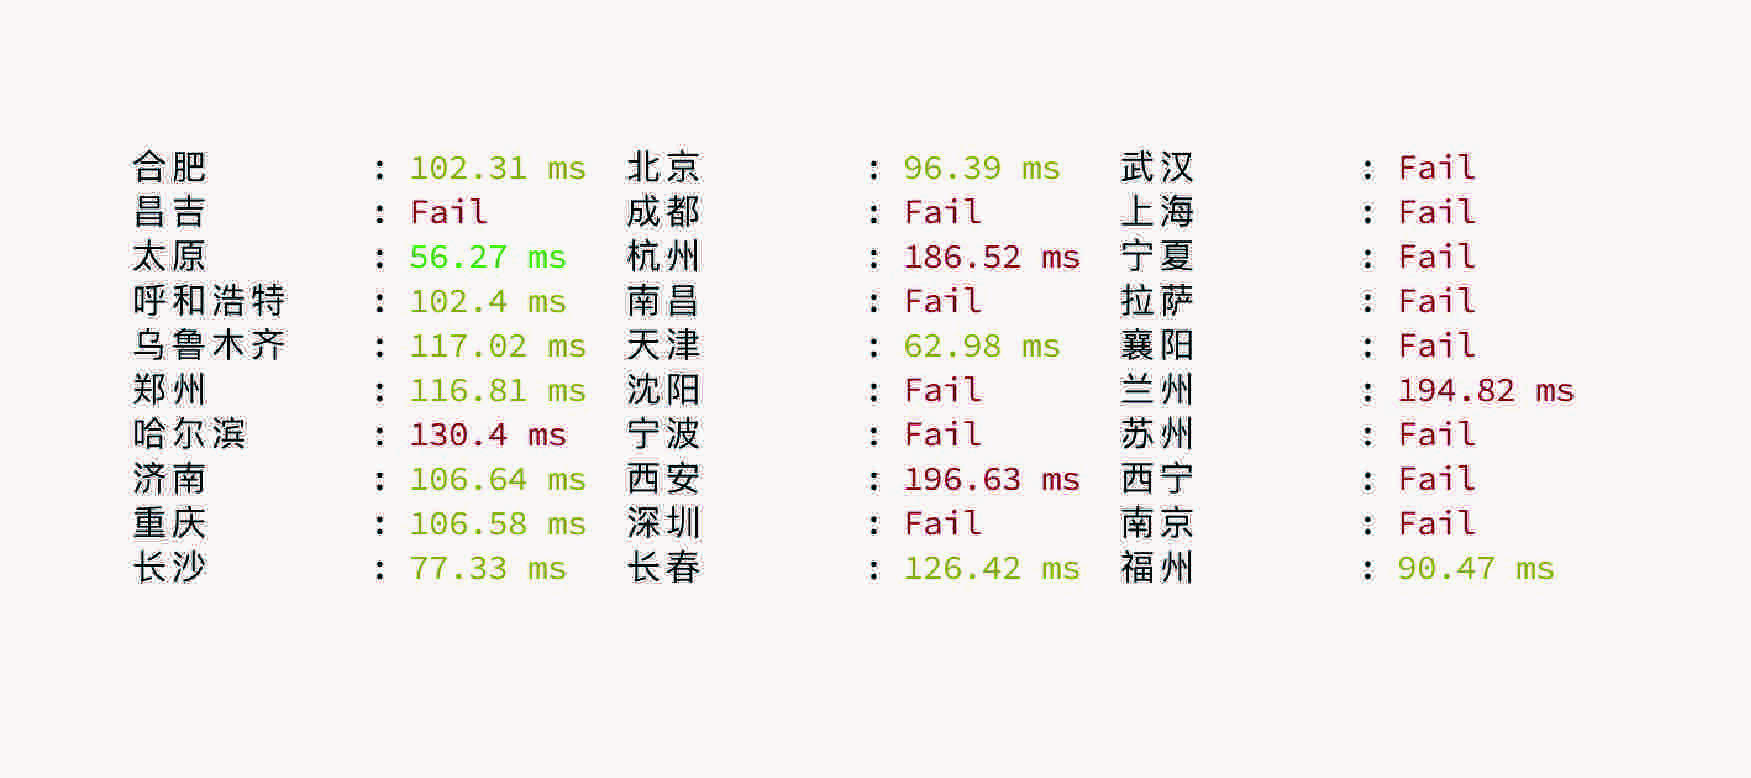 合肥 : 102.31 ms 北京 : 96.39 ms 武汉 : Fail
昌吉 : Fail 成都 : Fail 上海 : Fail
太原 : 56.27 ms 杭州 : 186.52 ms 宁夏 : Fail
呼和浩特 : 102.4 ms 南昌 : Fail 拉萨 : Fail
乌鲁木齐 : 117.02 ms 天津 : 62.98 ms 襄阳 : Fail
郑州 : 116.81 ms 沈阳 : Fail 兰州 : 194.82 ms
哈尔滨 : 130.4 ms 宁波 : Fail 苏州 : Fail
济南 : 106.64 ms 西安 : 196.63 ms 西宁 : Fail
重庆 : 106.58 ms 深圳 : Fail 南京 : Fail
长沙 : 77.33 ms 长春 : 126.42 ms 福州 : 90.47 ms